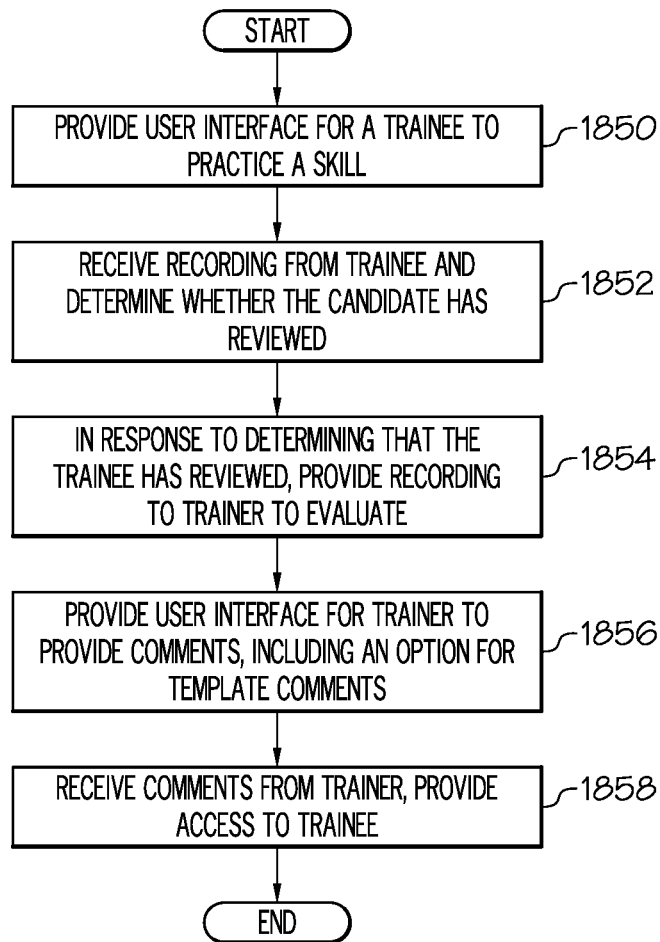 START
PROVIDE USER INTERFACE FOR A TRAINEE TO
PRACTICE A SKILL
1850
RECEIVE RECORDING FROM TRAINEE AND
DETERMINE WHETHER THE CANDIDATE HAS
REVIEWED
1852
IN RESPONSE TO DETERMINING THAT THE
TRAINEE HAS REVIEWED, PROVIDE RECORDING
TO TRAINER TO EVALUATE
1854
PROVIDE USER INTERFACE FOR TRAINER TO
PROVIDE COMMENTS, INCLUDING AN OPTION FOR
TEMPLATE COMMENTS
1856
RECEIVE COMMENTS FROM TRAINER, PROVIDE
ACCESS TO TRAINEE
1858
END